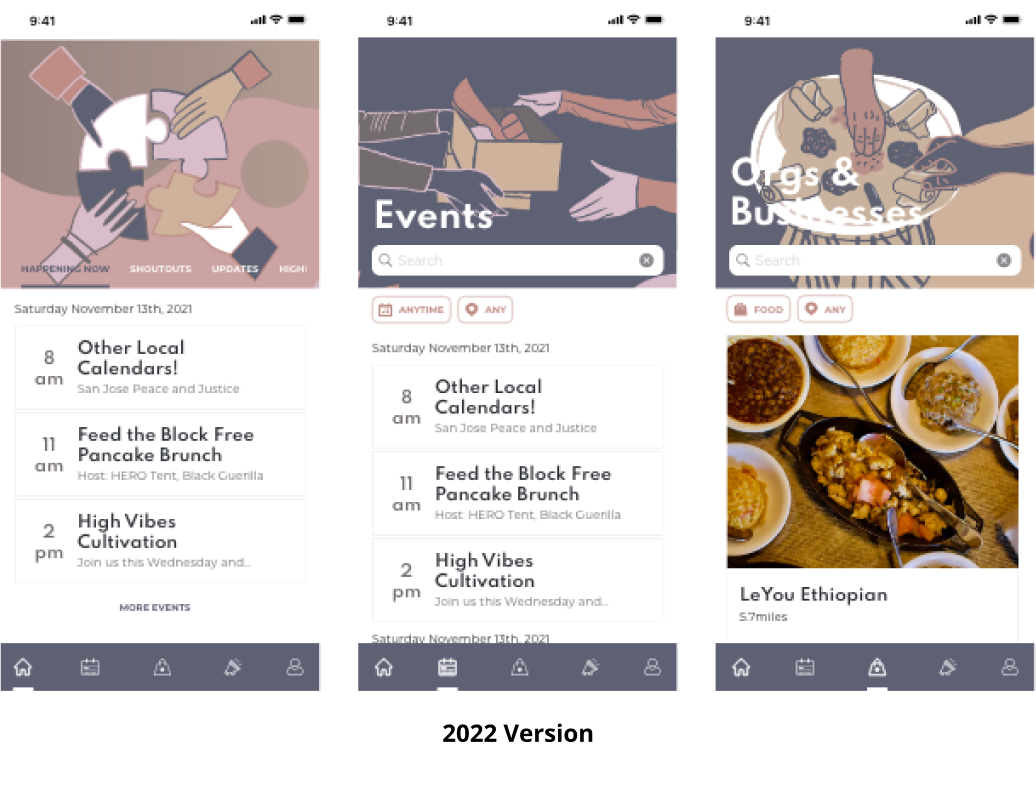 9:41
HAPPENING NOW SHOUTOUTS UPDATES HIGHI
Saturday November 13th, 2021
8 am
Other Local
Calendars!
San Jose Peace and Justice
11 am
Feed the Block Free
Pancake Brunch
Host: HERO Tent, Black Guerilla
2 pm
High Vibes
Cultivation
Join us this Wednesday and...
MORE EVENTS
9:41
Events
Search
ANYTIME ANY
Saturday November 13th, 2021
8 am
Other Local
Calendars!
San Jose Peace and Justice
11 am
Feed the Block Free
Pancake Brunch
Host: HERO Tent, Black Guerilla
2 pm
High Vibes
Cultivation
Join us this Wednesday and...
Saturday November 13th, 2021
9:41
Orgs &
Businesses
Search
FOOD ANY
LeYou Ethiopian
5.7miles
2022 Version